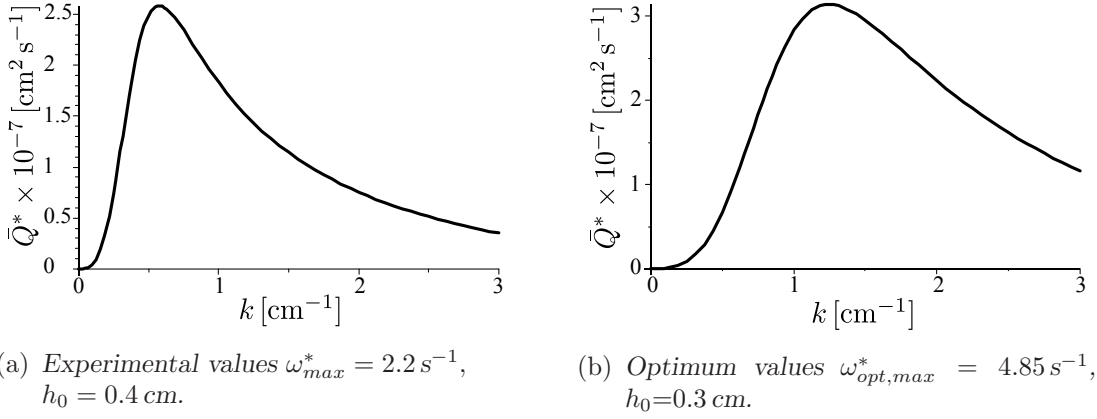 2.5
2
1.5
1
0.5
0
0 1 2 3
Q̄* × 10⁻⁷ [cm² s⁻¹]
k [cm⁻¹]
3
2
1
0
0 1 2 3
Q̄* × 10⁻⁷ [cm² s⁻¹]
k [cm⁻¹]
a) Experimental values ω*ₘₐₓ = 2.2 s⁻¹,
h₀ = 0.4 cm.
(b) Optimum values ω*ₒₚₜ,ₘₐₓ = 4.85 s⁻¹,
h₀=0.3 cm.